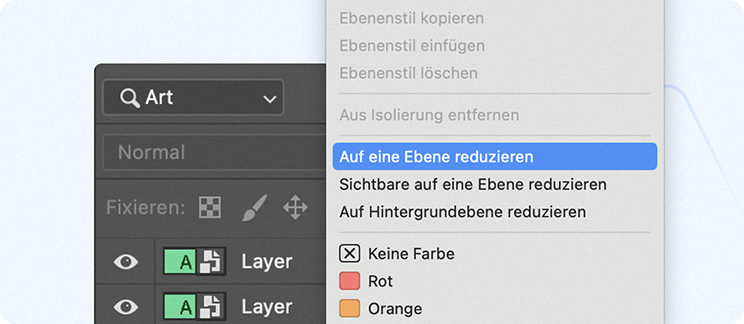 Ebenenstil kopieren
Ebenenstil einfügen
Ebenenstil löschen
Art
Aus Isolierung entfernen
Normal
Auf eine Ebene reduzieren
Sichtbare auf eine Ebene reduzieren
Fixieren:
Auf Hintergrundebene reduzieren
Keine Farbe
A Layer
Rot
A Layer
Orange